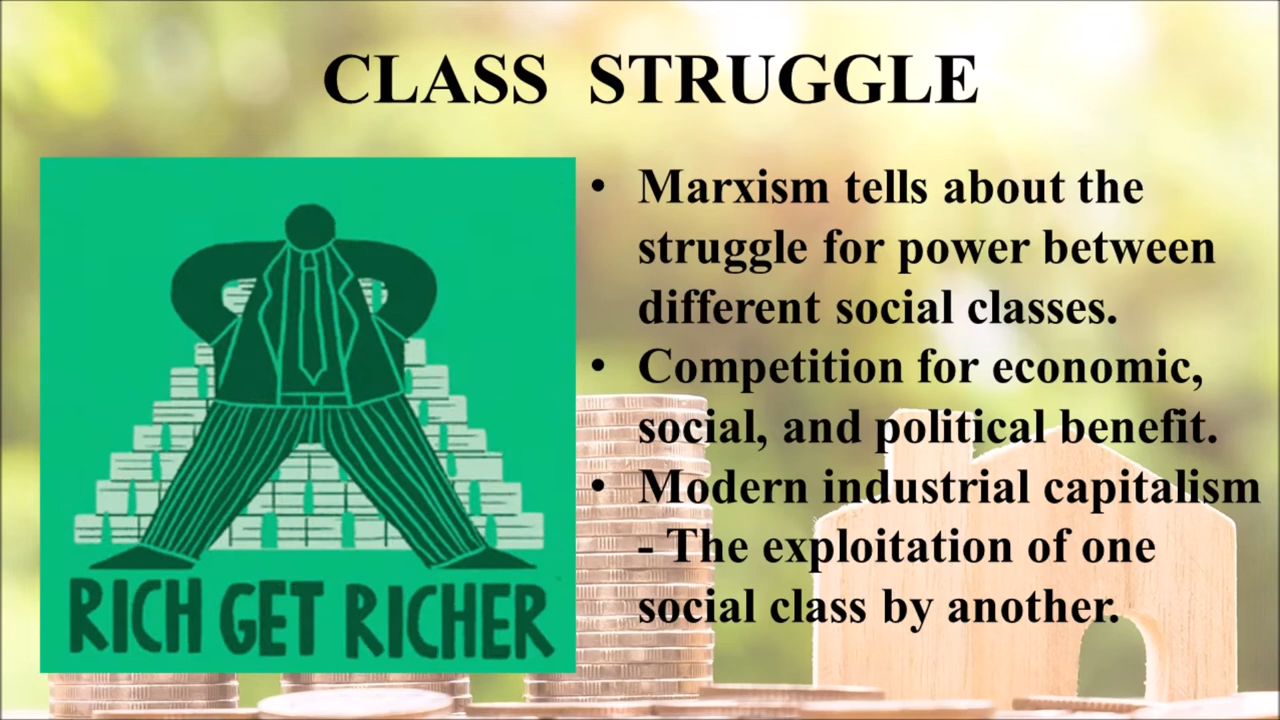 CLASS STRUGGLE
• Marxism tells about the
struggle for power between
different social classes.
• Competition for economic,
social, and political benefit.
• Modern industrial capitalism
- The exploitation of one
social class by another.
RICH GET RICHER